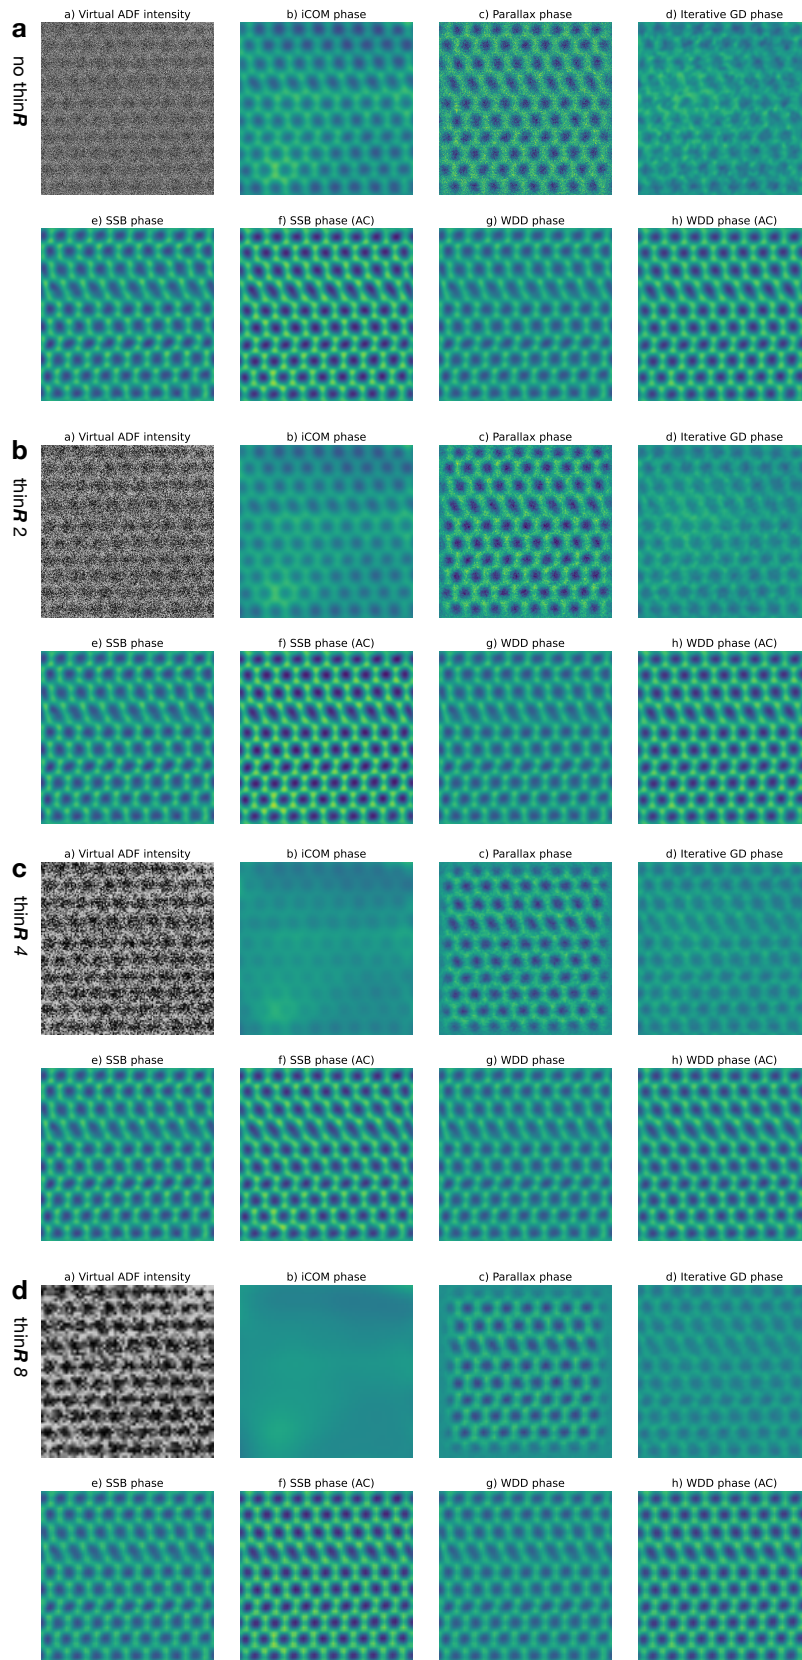 a
no thinR
a) Virtual ADF intensity
b) iCOM phase
c) Parallax phase
d) Iterative GD phase
e) SSB phase
f) SSB phase (AC)
g) WDD phase
h) WDD phase (AC)
b
thinR 2
a) Virtual ADF intensity
b) iCOM phase
c) Parallax phase
d) Iterative GD phase
e) SSB phase
f) SSB phase (AC)
g) WDD phase
h) WDD phase (AC)
c
thinR 4
a) Virtual ADF intensity
b) iCOM phase
c) Parallax phase
d) Iterative GD phase
e) SSB phase
f) SSB phase (AC)
g) WDD phase
h) WDD phase (AC)
d
thinR 8
a) Virtual ADF intensity
b) iCOM phase
c) Parallax phase
d) Iterative GD phase
e) SSB phase
f) SSB phase (AC)
g) WDD phase
h) WDD phase (AC)